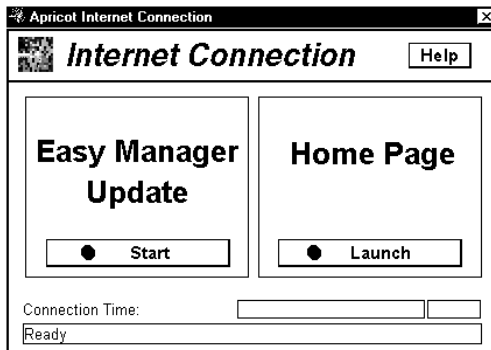 Apricot Internet Connection
Internet Connection
Help
Easy Manager
Update
Start
Home Page
Launch
Connection Time:
Ready